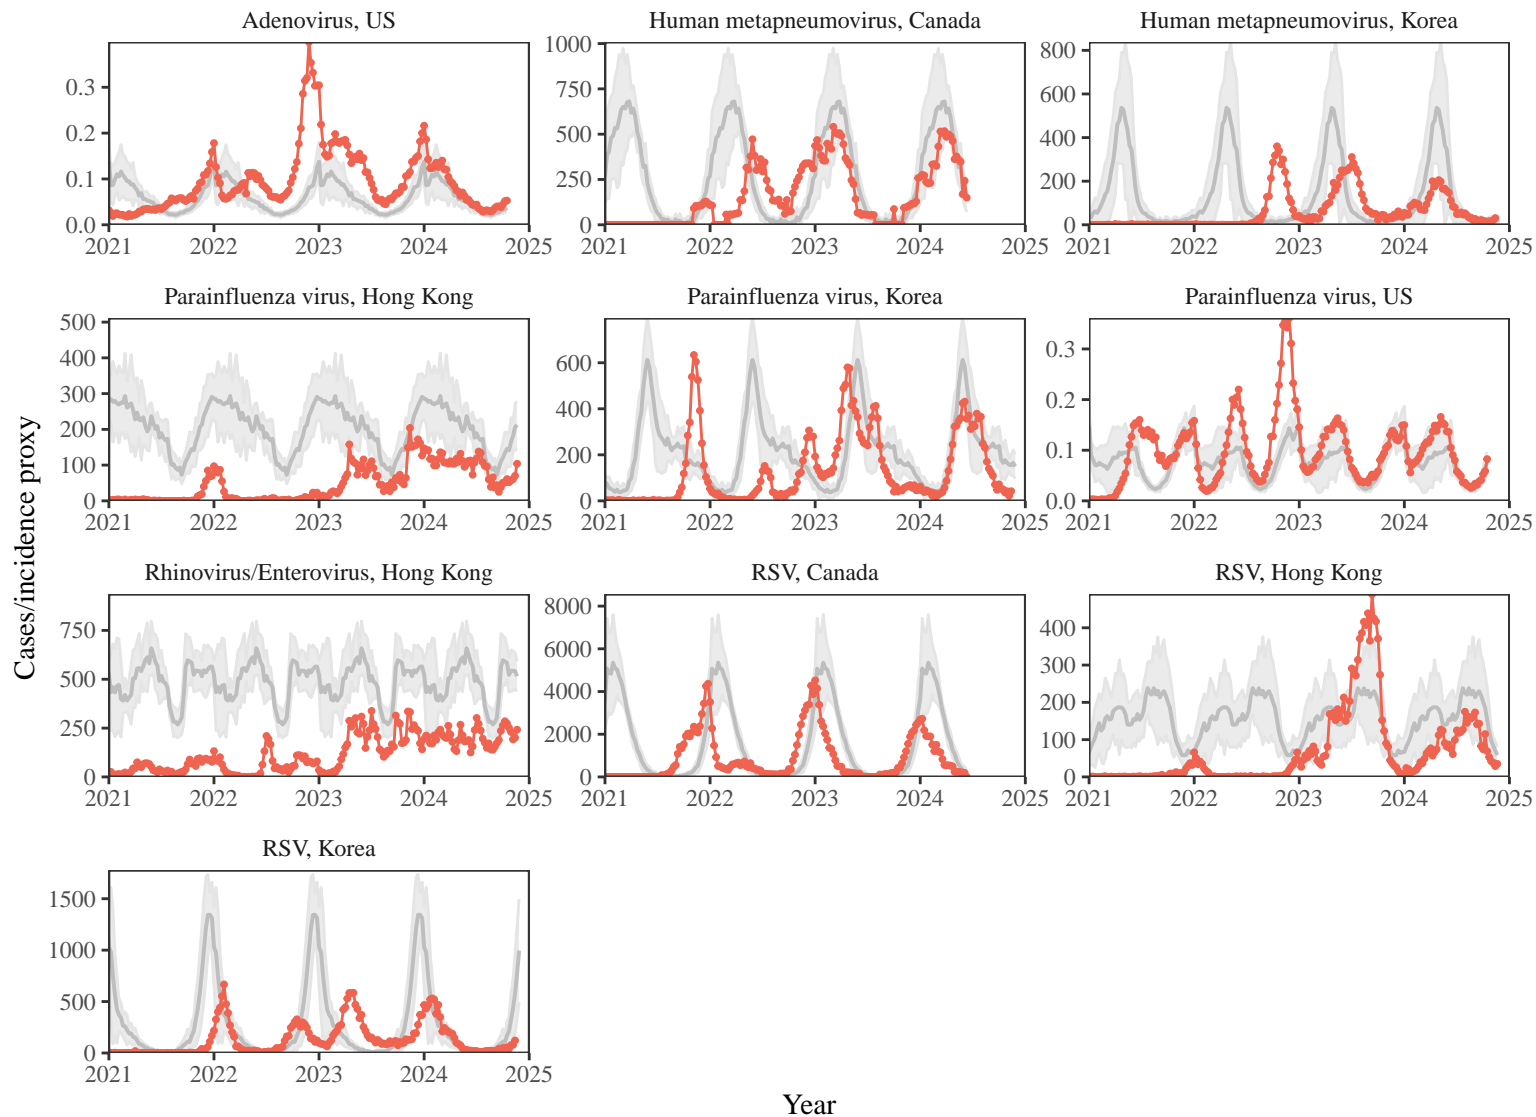 Adenovirus, US
Human metapneumovirus, Canada
Human metapneumovirus, Korea
0.3
0.2
0.1
0.0
2021 2022 2023 2024 2025
1000
750
500
250
0
2021 2022 2023 2024 2025
800
600
400
200
0
2021 2022 2023 2024 2025
Parainfluenza virus, Hong Kong
Parainfluenza virus, Korea
Parainfluenza virus, US
500
400
300
200
100
0
2021 2022 2023 2024 2025
600
400
200
0
2021 2022 2023 2024 2025
0.3
0.2
0.1
0.0
2021 2022 2023 2024 2025
Cases/incidence proxy
Rhinovirus/Enterovirus, Hong Kong
RSV, Canada
RSV, Hong Kong
750
500
250
0
2021 2022 2023 2024 2025
8000
6000
4000
2000
0
2021 2022 2023 2024 2025
400
300
200
100
0
2021 2022 2023 2024 2025
RSV, Korea
1500
1000
500
0
2021 2022 2023 2024 2025
Year